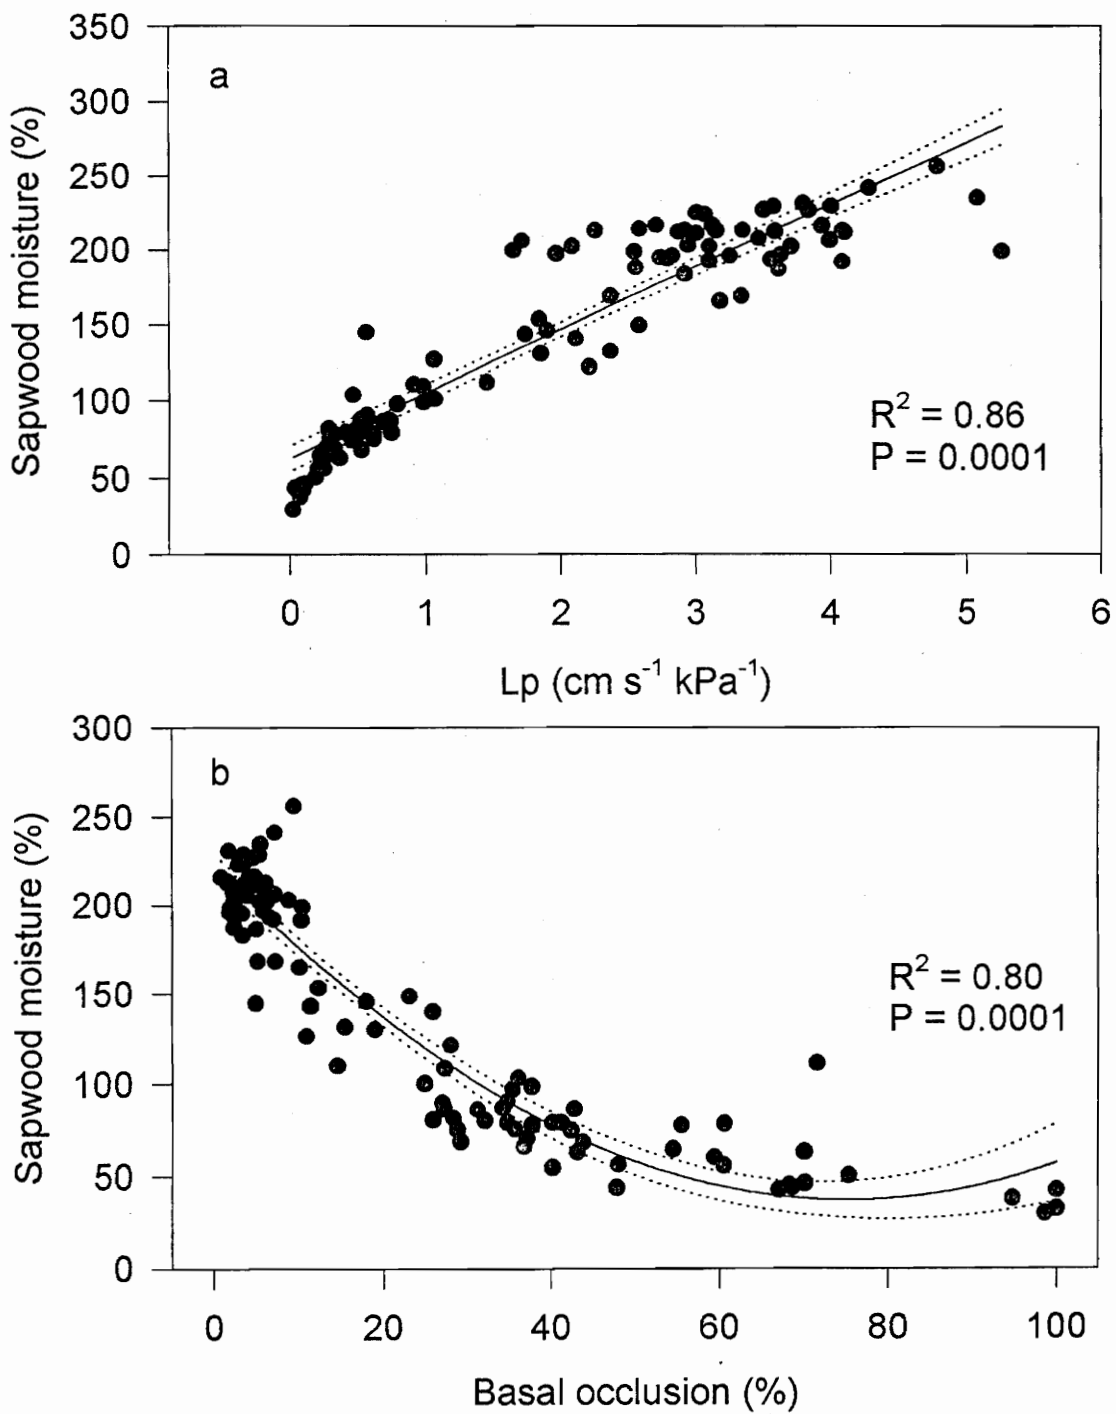 350
300
250
200
150
100
50
0
Sapwood moisture (%)
a
R² = 0.86
P = 0.0001
0 1 2 3 4 5 6
Lp (cm s⁻¹ kPa⁻¹)
300
250
200
150
100
50
0
Sapwood moisture (%)
b
R² = 0.80
P = 0.0001
0 20 40 60 80 100
Basal occlusion (%)